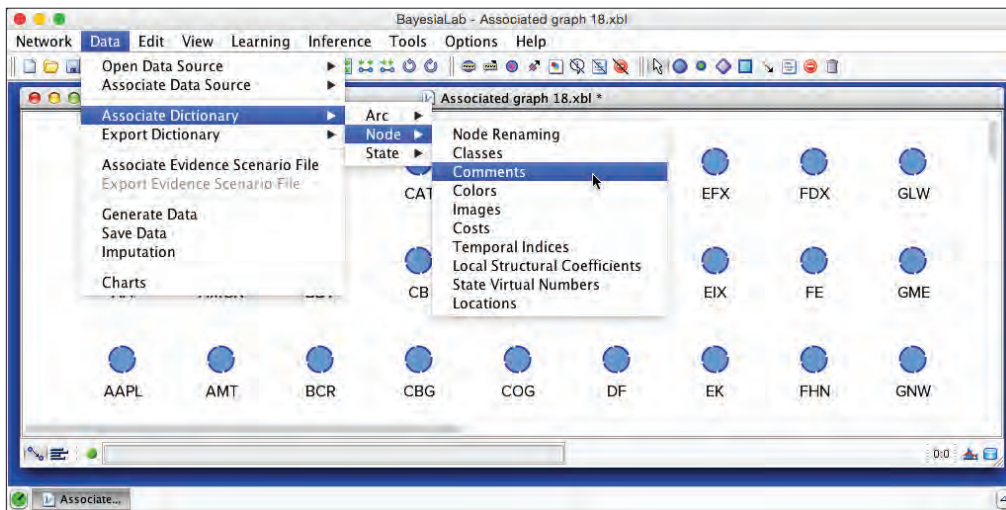 BayesiaLab - Associated graph 18.xbl
Network Data Edit View Learning Inference Tools Options Help
Open Data Source
Associate Data Source
Associated graph 18.xbl *
Associate Dictionary
Export Dictionary
Associate Evidence Scenario File
Export Evidence Scenario File
Generate Data
Save Data
Imputation
Charts
Arc
Node
State
Node Renaming
Classes
Comments
Colors
Images
Costs
Temporal Indices
Local Structural Coefficients
State Virtual Numbers
Locations
CAT EFX FDX GLW
CB EIX FE GME
AAPL AMT BCR CBG COG DF EK FHN GNW
0:0
Associate...